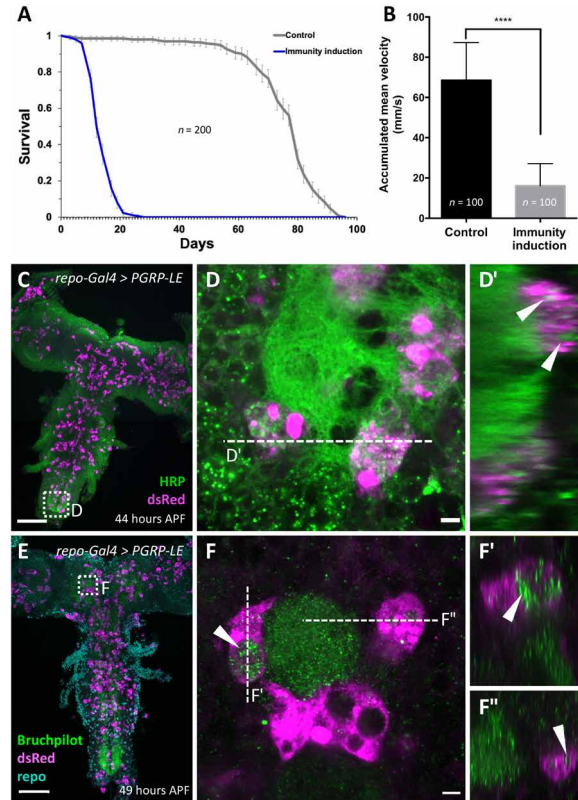 A
Control
Immunity induction
n = 200
Survival
1
0.8
0.6
0.4
0.2
0
0 20 40 60 80 100
Days
B
****
Accumulated mean velocity
(mm/s)
100
80
60
40
20
0
n = 100
n = 100
Control
Immunity
induction
C
repo-Gal4 > PGRP-LE
HRP
dsRed
D
44 hours APF
D
D'
D'
E
repo-Gal4 > PGRP-LE
F
Bruchpilot
dsRed
repo
49 hours APF
F
F"
F'
F'
F"